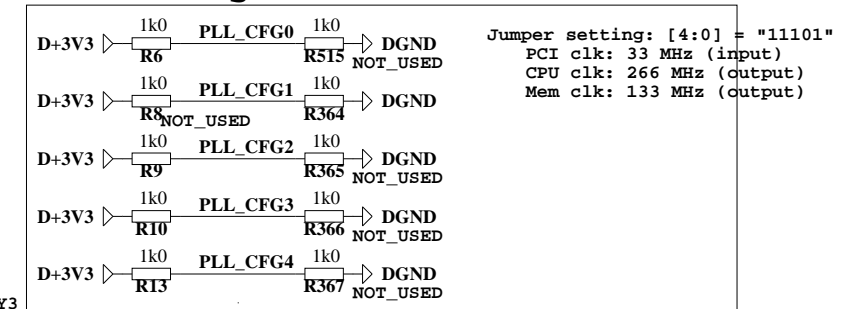 1k0 PLL_CFG0 1k0
D+3V3 R6 R515 DGND
NOT_USED
1k0 PLL_CFG1 1k0
D+3V3 R8 R364 DGND
NOT_USED
1k0 PLL_CFG2 1k0
D+3V3 R9 R365 DGND
NOT_USED
1k0 PLL_CFG3 1k0
D+3V3 R10 R366 DGND
NOT_USED
1k0 PLL_CFG4 1k0
D+3V3 R13 R367 DGND
NOT_USED
Jumper setting: [4:0] = "11101"
PCI clk: 33 MHz (input)
CPU clk: 266 MHz (output)
Mem clk: 133 MHz (output)
Y3